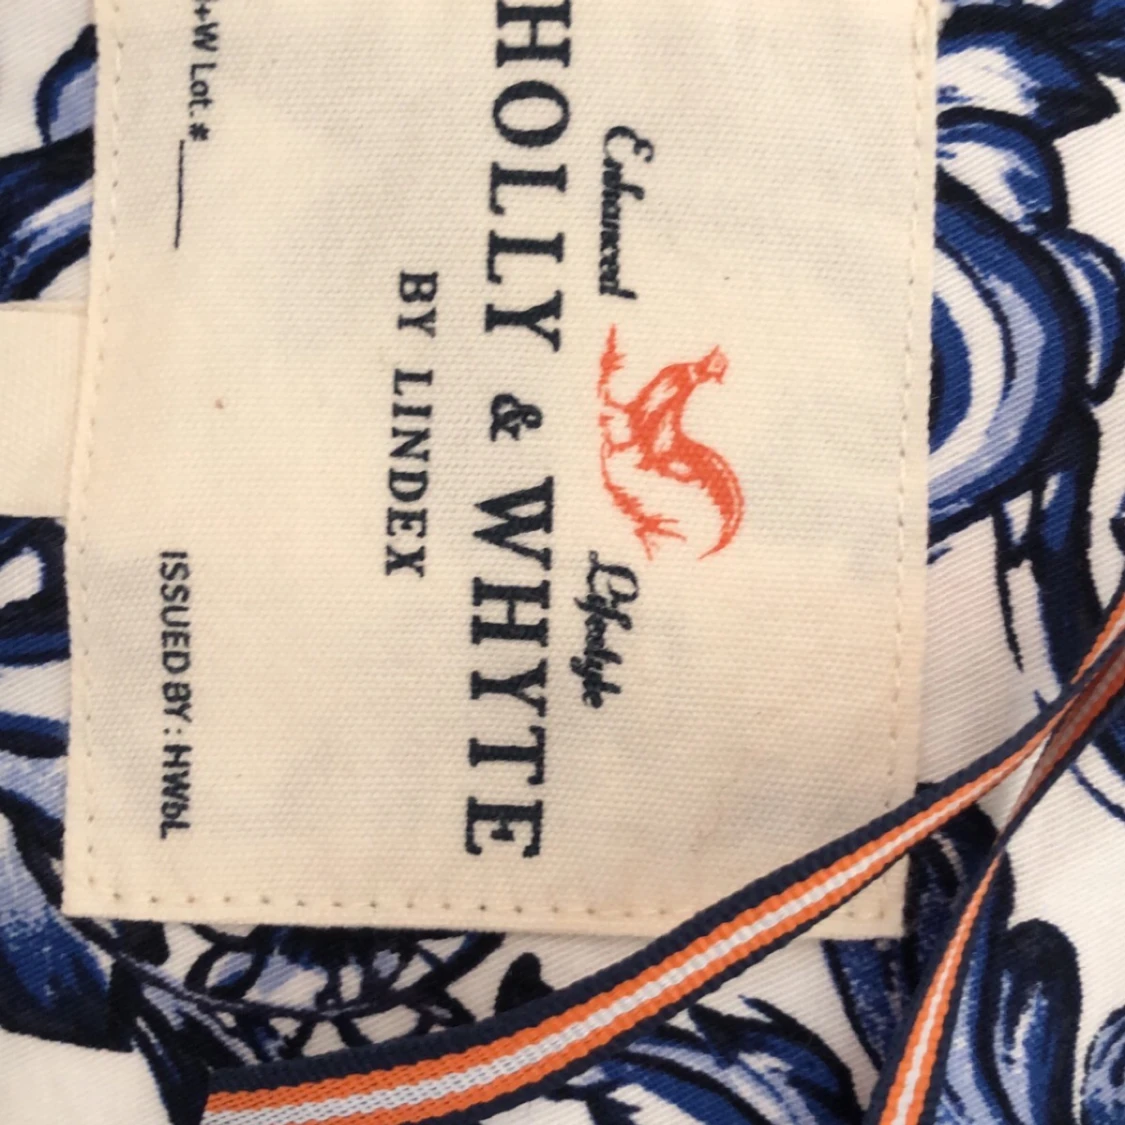 Enhanced Lifestyle
HOLLY & WHYTE
BY LINDEX
+W Lot.# ISSUED BY : HWbL